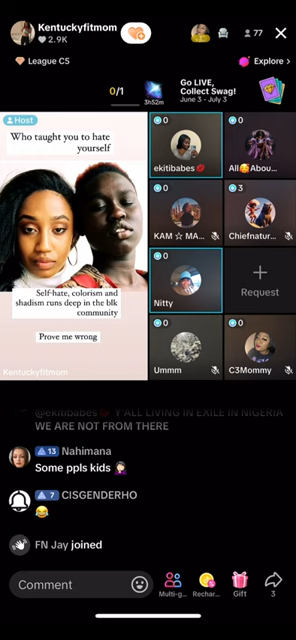 Kentuckyfitmom
2.9K
77
League C5
Explore >
0/1
3h52m
Go LIVE,
Collect Swag!
June 3 - July 3
Host
Who taught you to hate
yourself
Self-hate, colorism and
shadism runs deep in the blk
community
Prove me wrong
Kentuckyfitmom
0
ekitibabes💋
0
All🥰Abou...
0
KAM ☆ MA...
3
Chiefnatur...
0
Nitty
+
Request
0
Ummm
0
C3Mommy
@ekitibabes💋 Y'ALL LIVING IN EXILE IN NIGERIA
WE ARE NOT FROM THERE
13 Nahimana
Some ppls kids 🤦🏻‍♀️
7 CISGENDERHO
😂
FN Jay joined
Comment
Multi-g...
Rechar...
Gift
3